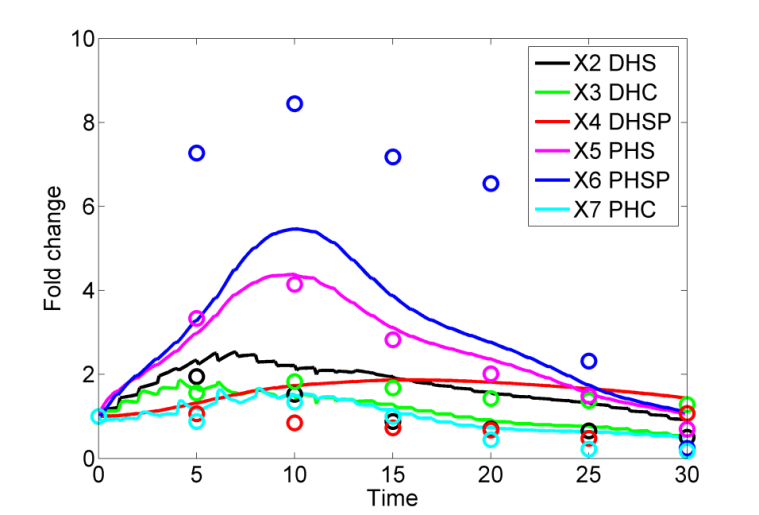 10
8
6
4
2
0
Fold change
X2 DHS
X3 DHC
X4 DHSP
X5 PHS
X6 PHSP
X7 PHC
0 5 10 15 20 25 30
Time